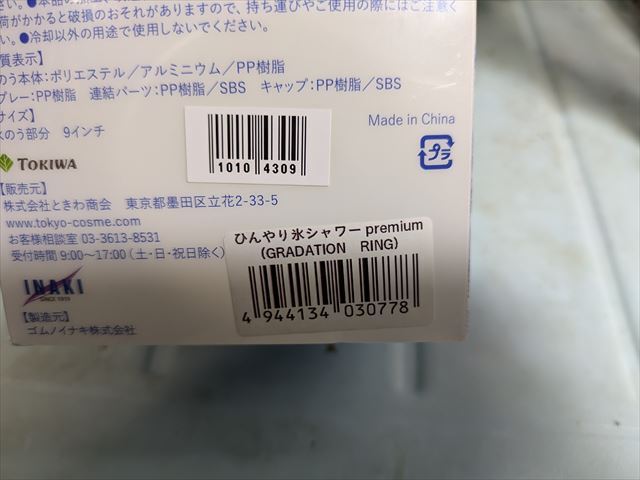 さい。●本品の
荷がかかると破損のおそれがありますので、持ち運びやご使用の際にはご注意く
さい。●冷却以外の用途で使用しないでください。
質表示】
のう本体：ポリエステル／アルミニウム／PP樹脂
プレー：PP樹脂 連結パーツ：PP樹脂／SBS キャップ：PP樹脂／SBS
サイズ】
氷のう部分 9インチ
Made in China
1010 4309
プラ
TOKIWA
【販売元】
株式会社ときわ商会 東京都墨田区立花2-33-5
www.tokyo-cosme.com
お客様相談室 03-3613-8531
受付時間 9:00〜17:00（土・日・祝日除く）
ひんやり氷シャワー premium
(GRADATION RING)
4 944134 030778
INAKI
SINCE 1919
【製造元】
ゴムノイナキ株式会社